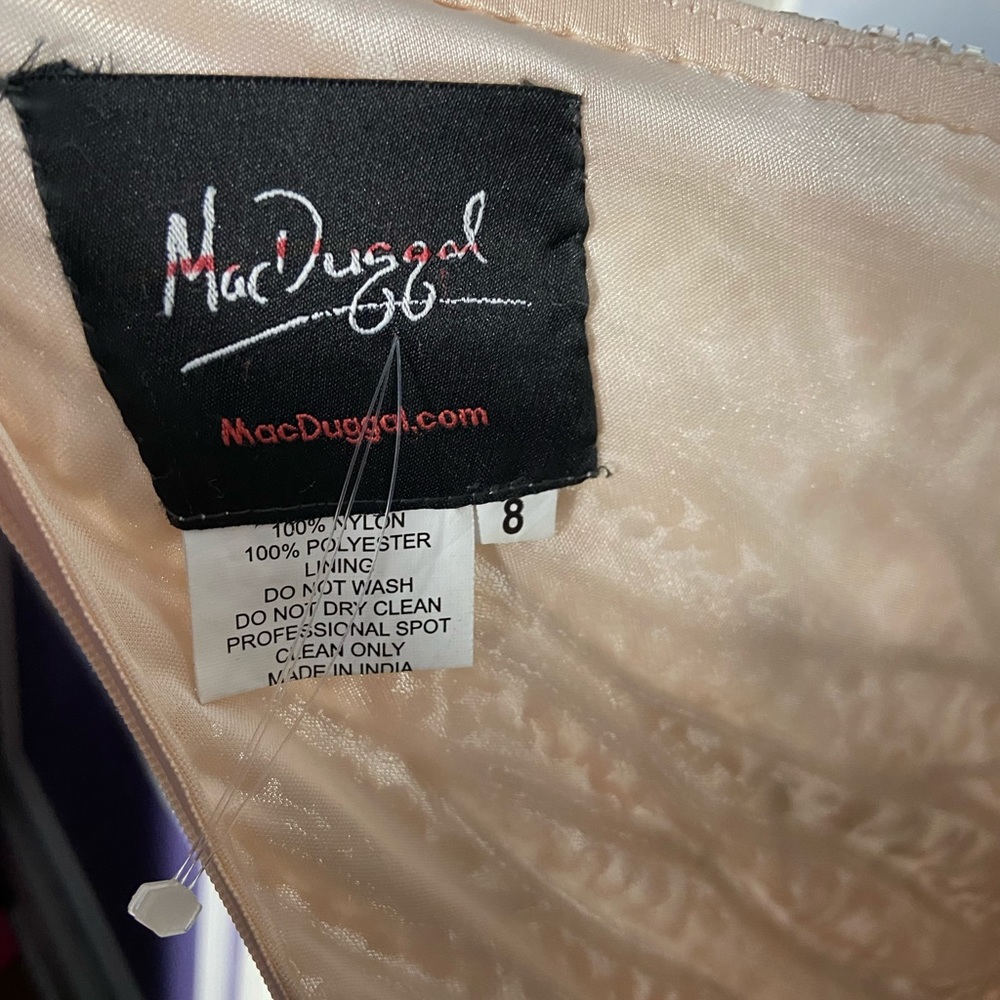 MacDuggal
MacDuggal.com
8
100% NYLON
100% POLYESTER
LINING
DO NOT WASH
DO NOT DRY CLEAN
PROFESSIONAL SPOT
CLEAN ONLY
MADE IN INDIA